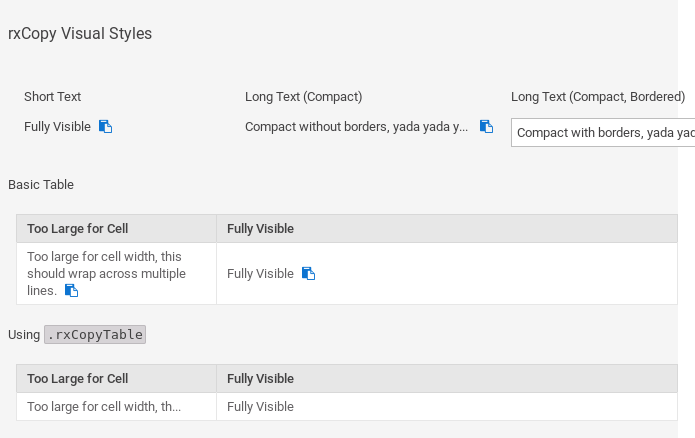 rxCopy Visual Styles
Short Text
Long Text (Compact)
Long Text (Compact, Bordered)
Fully Visible
Compact without borders, yada yada y...
Compact with borders, yada yad
Basic Table
Too Large for Cell
Fully Visible
Too large for cell width, this
should wrap across multiple
lines.
Fully Visible
Using .rxCopyTable
Too Large for Cell
Fully Visible
Too large for cell width, th...
Fully Visible